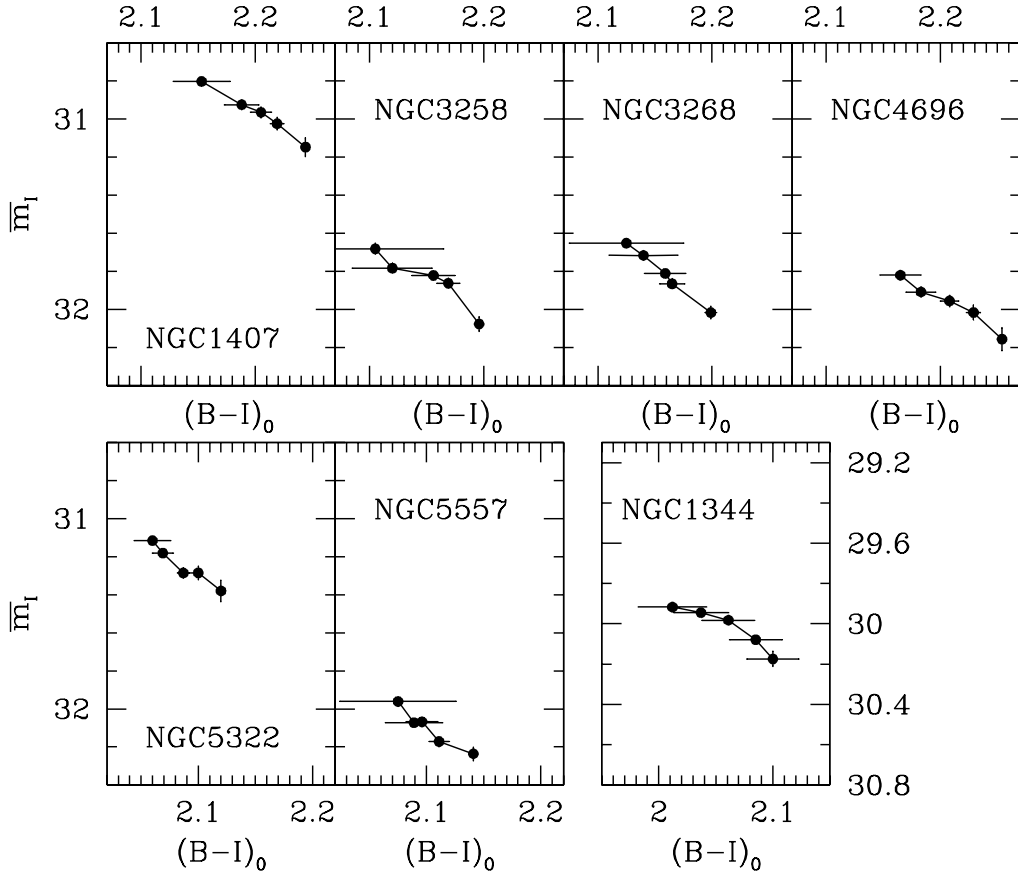 2.1 2.2 2.1 2.2 2.1 2.2 2.1 2.2
NGC3258 NGC3268 NGC4696
31
m̅I
32
NGC1407
(B−I)0 (B−I)0 (B−I)0 (B−I)0
29.2
31 NGC5557 NGC1344
29.6
m̅I
30
32
30.4
NGC5322
30.8
2.1 2.2 2.1 2.2 2 2.1
(B−I)0 (B−I)0 (B−I)0